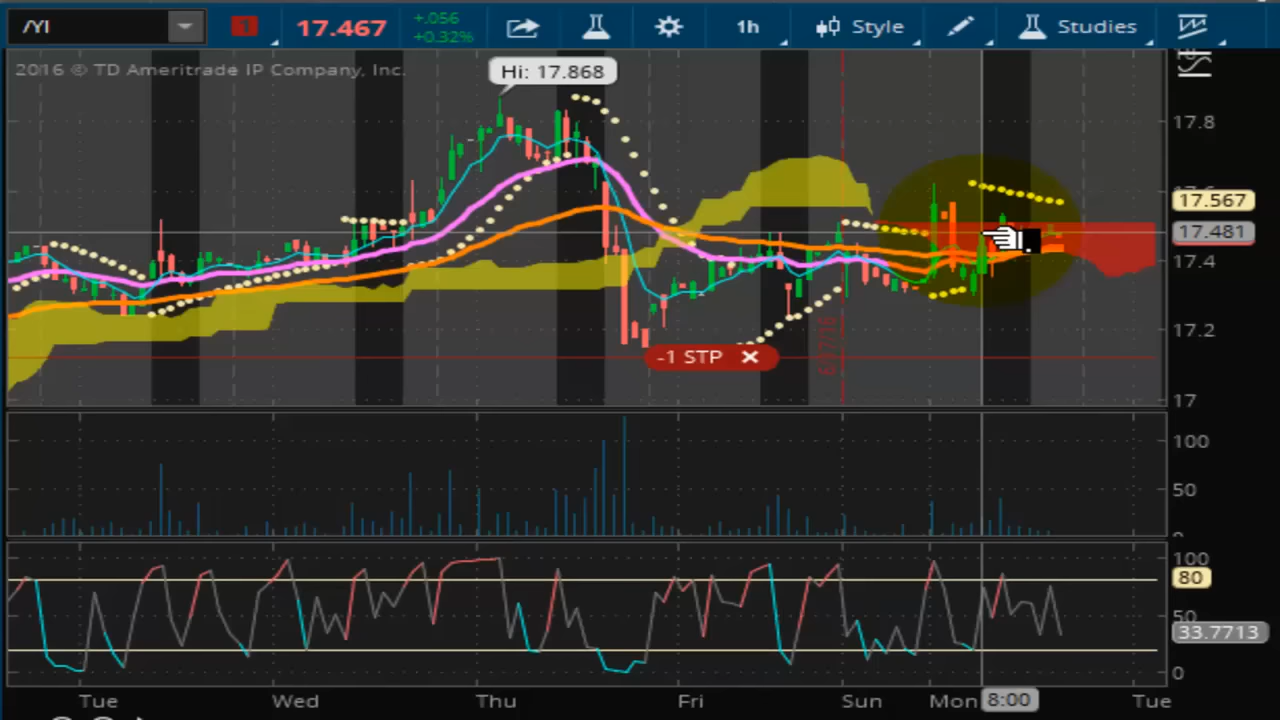 /YI 1 17.467 +.056 1h Style Studies
+0.32%
2016 © TD Ameritrade IP Company, Inc.
Hi: 17.868
17.8
17.567
17.481
17.4
17.2
-1 STP ×
17
100
50
100
80
50
33.7713
0
Tue Wed Thu Fri Sun Mon 8:00 Tue